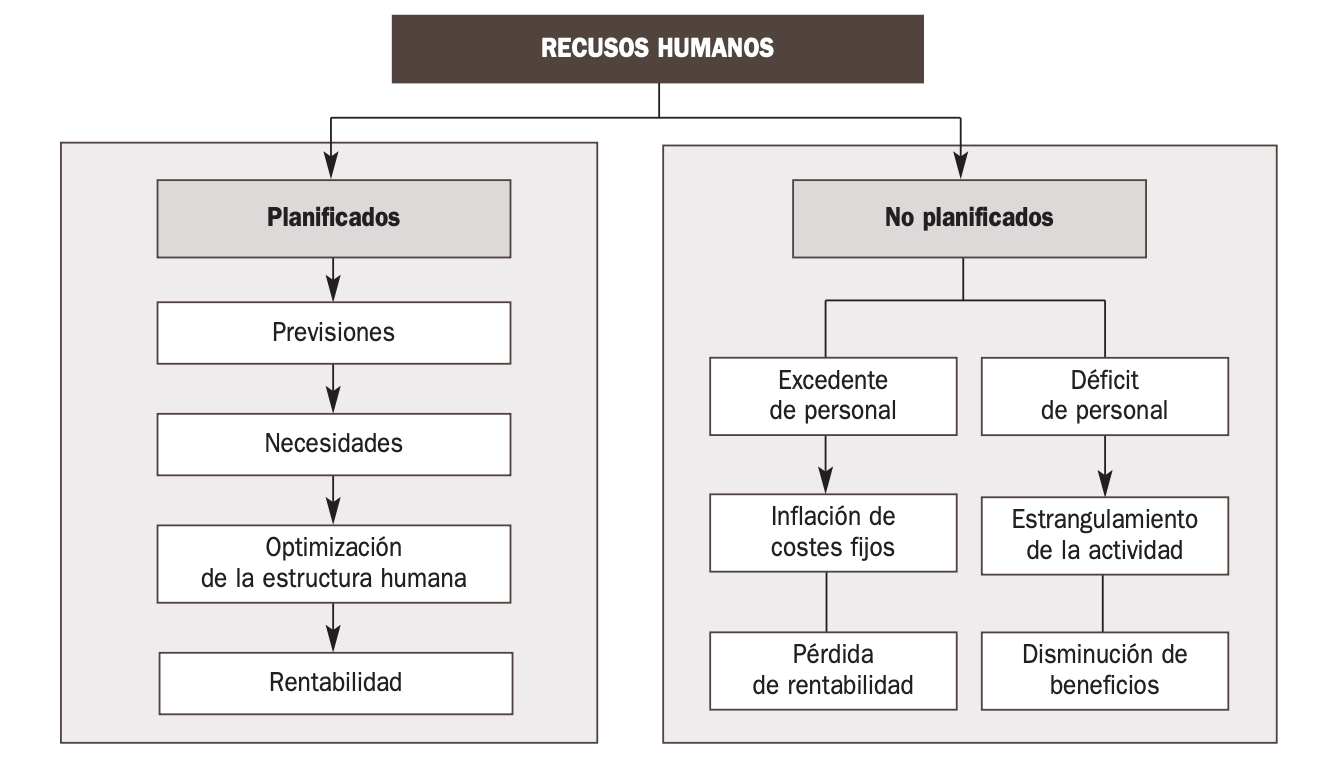 RECUSOS HUMANOS
Planificados
Previsiones
Necesidades
Optimización
de la estructura humana
Rentabilidad
No planificados
Excedente
de personal
Inflación de
costes fijos
Pérdida
de rentabilidad
Déficit
de personal
Estrangulamiento
de la actividad
Disminución de
beneficios